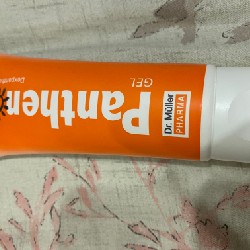 Panthen
GEL
Dr. Müller
PHARMA